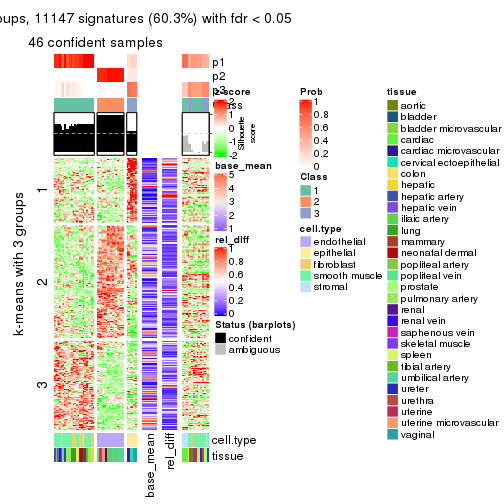 oups, 11147 signatures (60.3%) with fdr < 0.05
46 confident samples
p1
p2
p3
Class
Silhouette
score
k-means with 3 groups
1
2
3
cell.type
tissue
base_mean
rel_diff
z-score
2
1
0
-1
-2
base_mean
5
4
3
2
1
rel_diff
1
0.8
0.6
0.4
0.2
0
Status (barplots)
confident
ambiguous
Prob
1
0.8
0.6
0.4
0.2
0
Class
1
2
3
cell.type
endothelial
epithelial
fibroblast
smooth muscle
stromal
tissue
aortic
bladder
bladder microvascular
cardiac
cardiac microvascular
cervical ectoepithelial
colon
hepatic
hepatic artery
hepatic vein
iliac artery
lung
mammary
neonatal dermal
popliteal artery
popliteal vein
prostate
pulmonary artery
renal
renal vein
saphenous vein
skeletal muscle
spleen
tibial artery
umbilical artery
ureter
urethra
uterine
uterine microvascular
vaginal